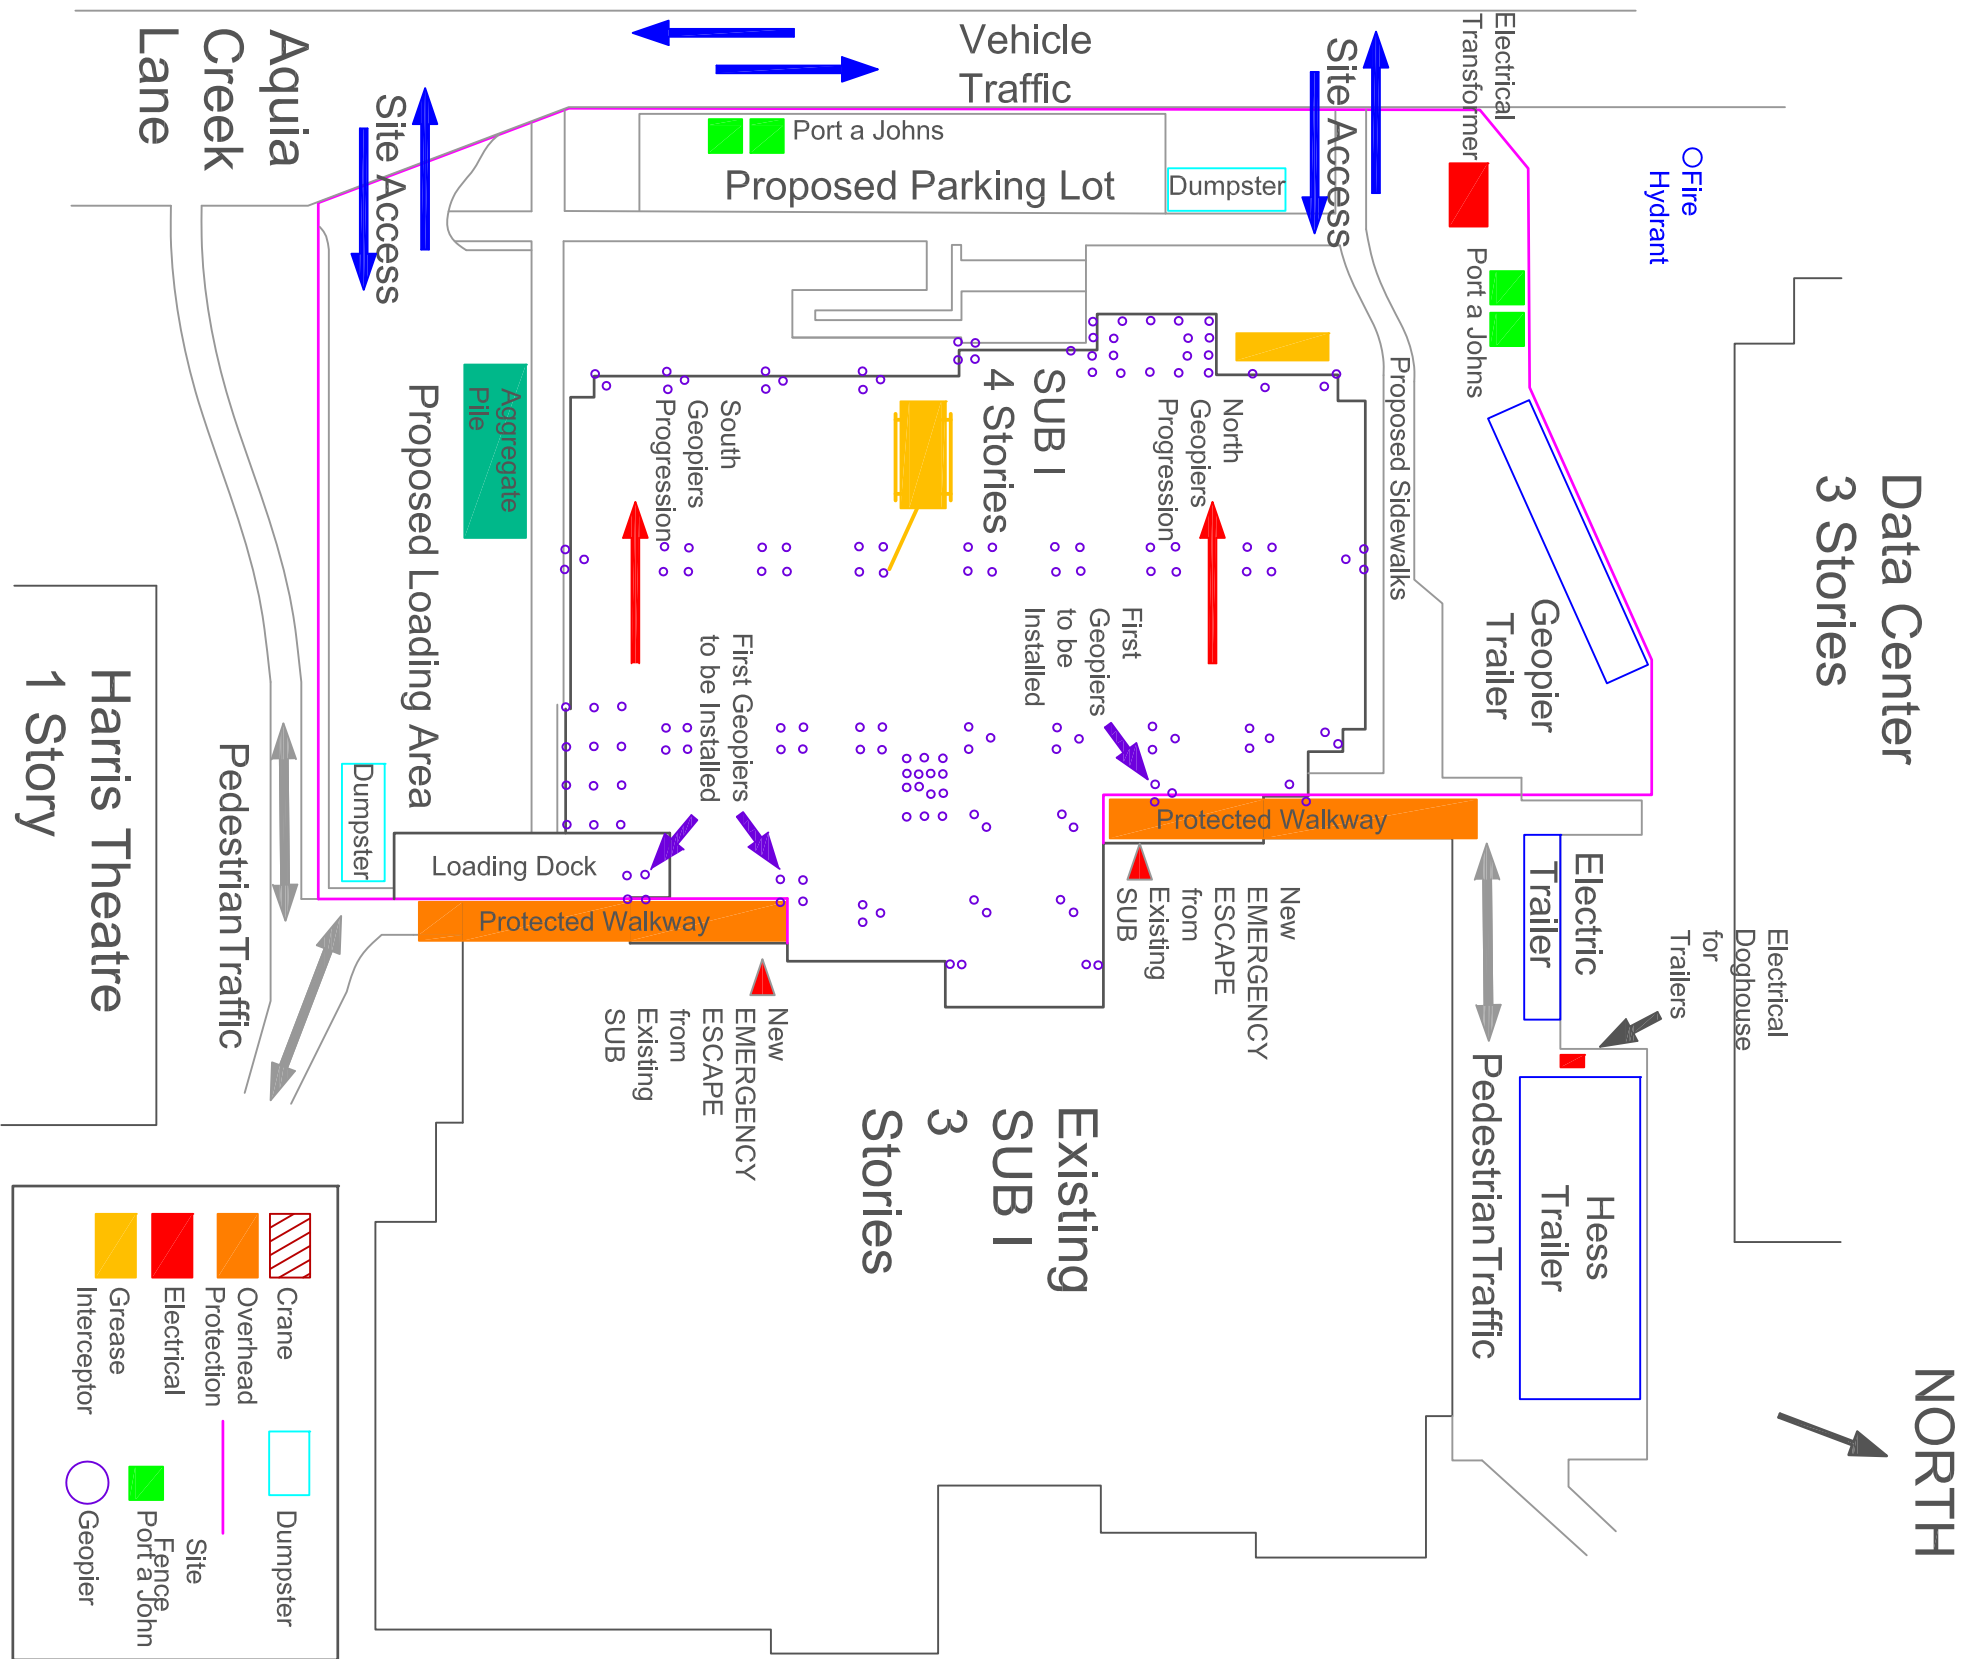 Aquia
Creek
Lane
Site Access
Vehicle
Traffic
Site Access
Electrical
Transformer
OFire
Hydrant
Port a Johns
Proposed Parking Lot
Dumpster
Port a Johns
Data Center
3 Stories
Proposed Sidewalks
SUB I
4 Stories
North
Geopiers
Progression
South
Geopiers
Progression
Aggregate
Pile
Proposed Loading Area
Geopier
Trailer
First
Geopiers
to be
Installed
First Geopiers
to be Installed
Harris Theatre
1 Story
PedestrianTraffic
Dumpster
Loading Dock
Protected Walkway
Protected Walkway
Electric
Trailer
Electrical
Doghouse
for
Trailers
New
EMERGENCY
ESCAPE
from
Existing
SUB
New
EMERGENCY
ESCAPE
from
Existing
SUB
Existing
SUB I
3
Stories
PedestrianTraffic
Hess
Trailer
NORTH
Crane
Overhead
Protection
Electrical
Grease
Interceptor
Dumpster
Site
Fence
Port a John
Geopier